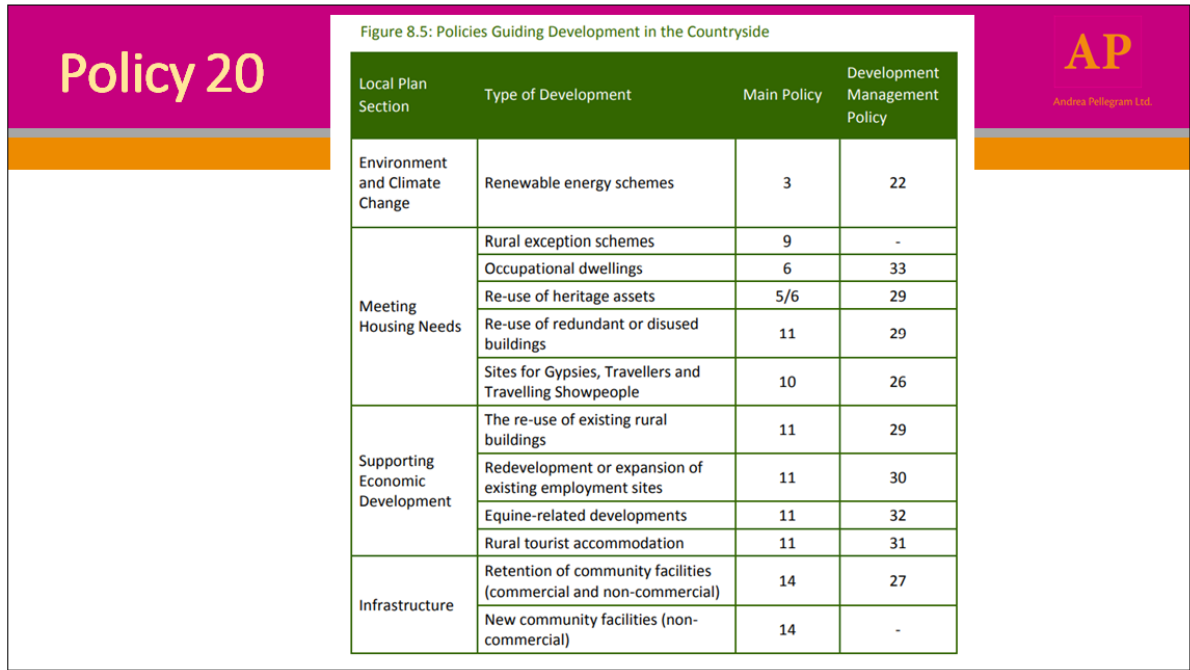 Policy 20
Figure 8.5: Policies Guiding Development in the Countryside
AP
Andrea Pellegram Ltd.
Local Plan
Section
Type of Development
Main Policy
Development
Management
Policy
Environment
and Climate
Change
Renewable energy schemes
3
22
Meeting
Housing Needs
Rural exception schemes
9
-
Occupational dwellings
6
33
Re-use of heritage assets
5/6
29
Re-use of redundant or disused
buildings
11
29
Sites for Gypsies, Travellers and
Travelling Showpeople
10
26
Supporting
Economic
Development
The re-use of existing rural
buildings
11
29
Redevelopment or expansion of
existing employment sites
11
30
Equine-related developments
11
32
Rural tourist accommodation
11
31
Infrastructure
Retention of community facilities
(commercial and non-commercial)
14
27
New community facilities (non-
commercial)
14
-